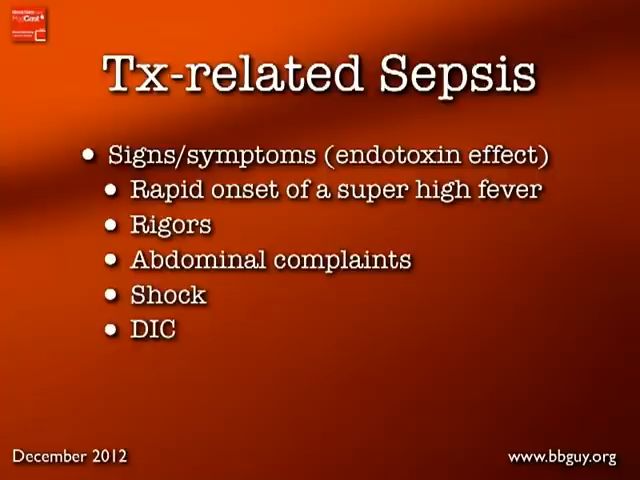 Tx-related Sepsis
• Signs/symptoms (endotoxin effect)
• Rapid onset of a super high fever
• Rigors
• Abdominal complaints
• Shock
• DIC
December 2012
www.bbguy.org